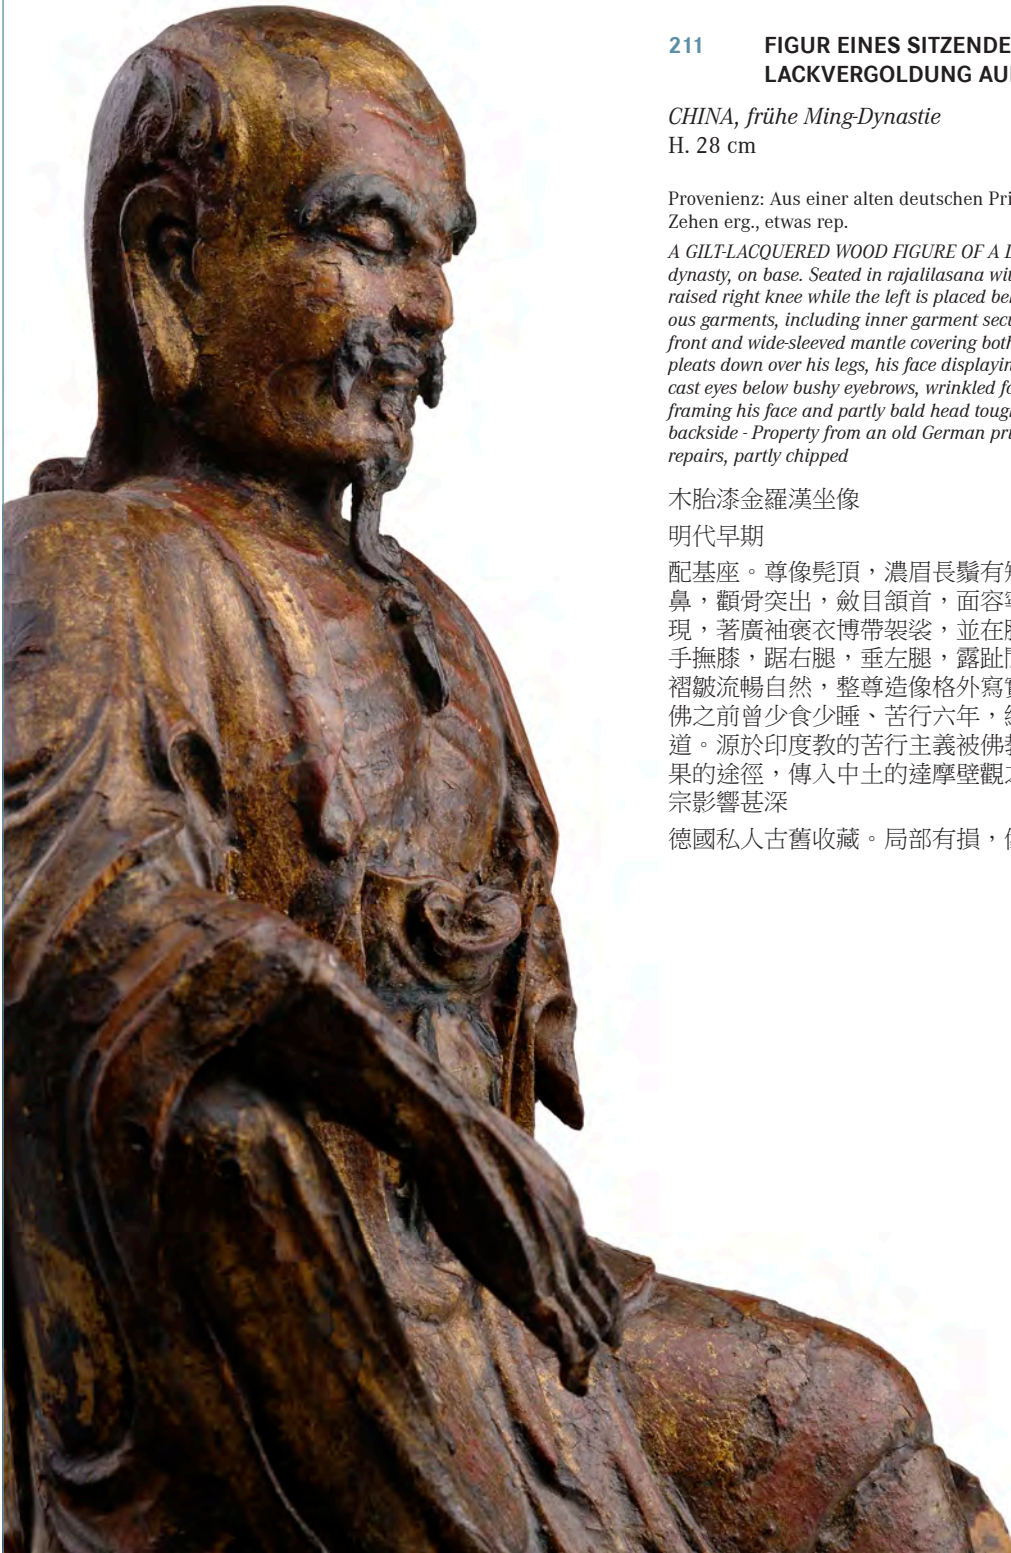 211 FIGUR EINES SITZENDE
LACKVERGOLDUNG AU
CHINA, frühe Ming-Dynastie
H. 28 cm
Provenienz: Aus einer alten deutschen Pri
Zehen erg., etwas rep.
A GILT-LACQUERED WOOD FIGURE OF A
dynasty, on base. Seated in rajalilasana wi
raised right knee while the left is placed be
ous garments, including inner garment secu
front and wide-sleeved mantle covering both
pleats down over his legs, his face displayin
cast eyes below bushy eyebrows, wrinkled fo
framing his face and partly bald head toug
backside - Property from an old German pri
repairs, partly chipped
木胎漆金羅漢坐像
明代早期
配基座。尊像髡頂，濃眉長鬚有
鼻，顴骨突出，斂目頷首，面容
現，著廣袖褒衣博帶袈裟，並在
手撫膝，踞右腿，垂左腿，露趾
褶皺流暢自然，整尊造像格外寫
佛之前曾少食少睡、苦行六年，
道。源於印度教的苦行主義被佛
果的途徑，傳入中土的達摩壁觀
宗影響甚深
德國私人古舊收藏。局部有損，